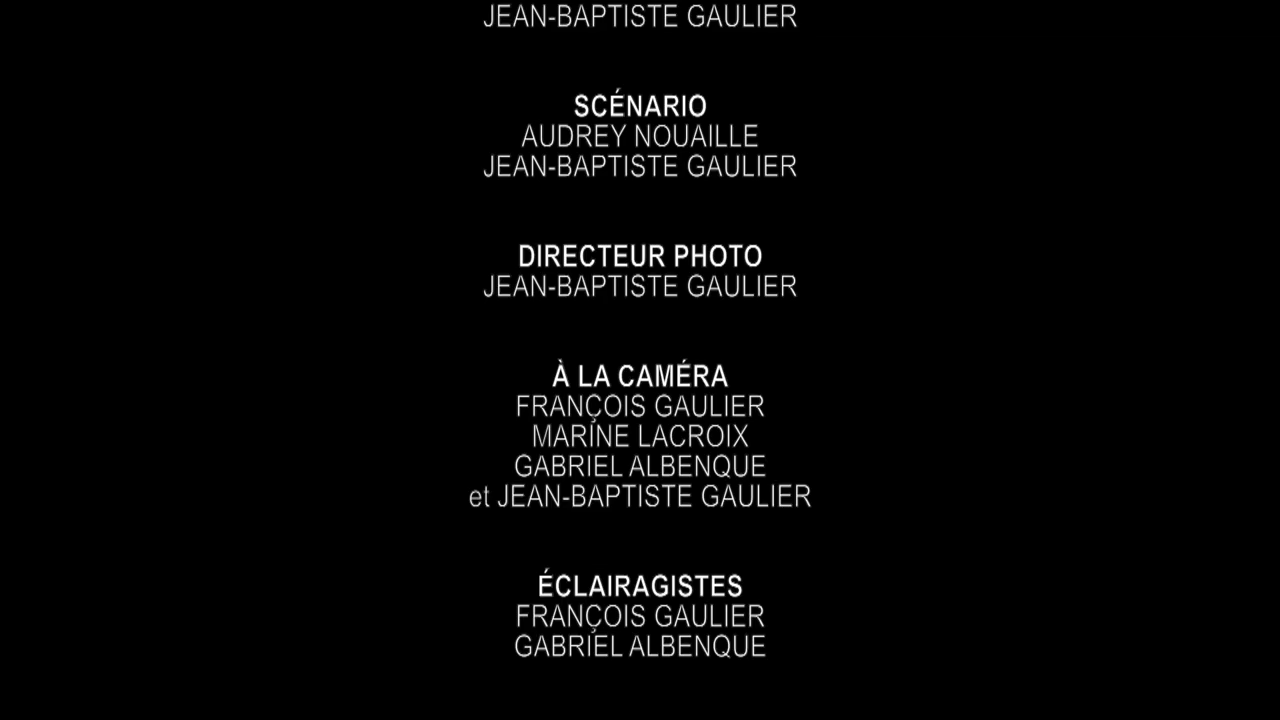 JEAN-BAPTISTE GAULIER
SCÉNARIO
AUDREY NOUAILLE
JEAN-BAPTISTE GAULIER
DIRECTEUR PHOTO
JEAN-BAPTISTE GAULIER
À LA CAMÉRA
FRANÇOIS GAULIER
MARINE LACROIX
GABRIEL ALBENQUE
et JEAN-BAPTISTE GAULIER
ÉCLAIRAGISTES
FRANÇOIS GAULIER
GABRIEL ALBENQUE